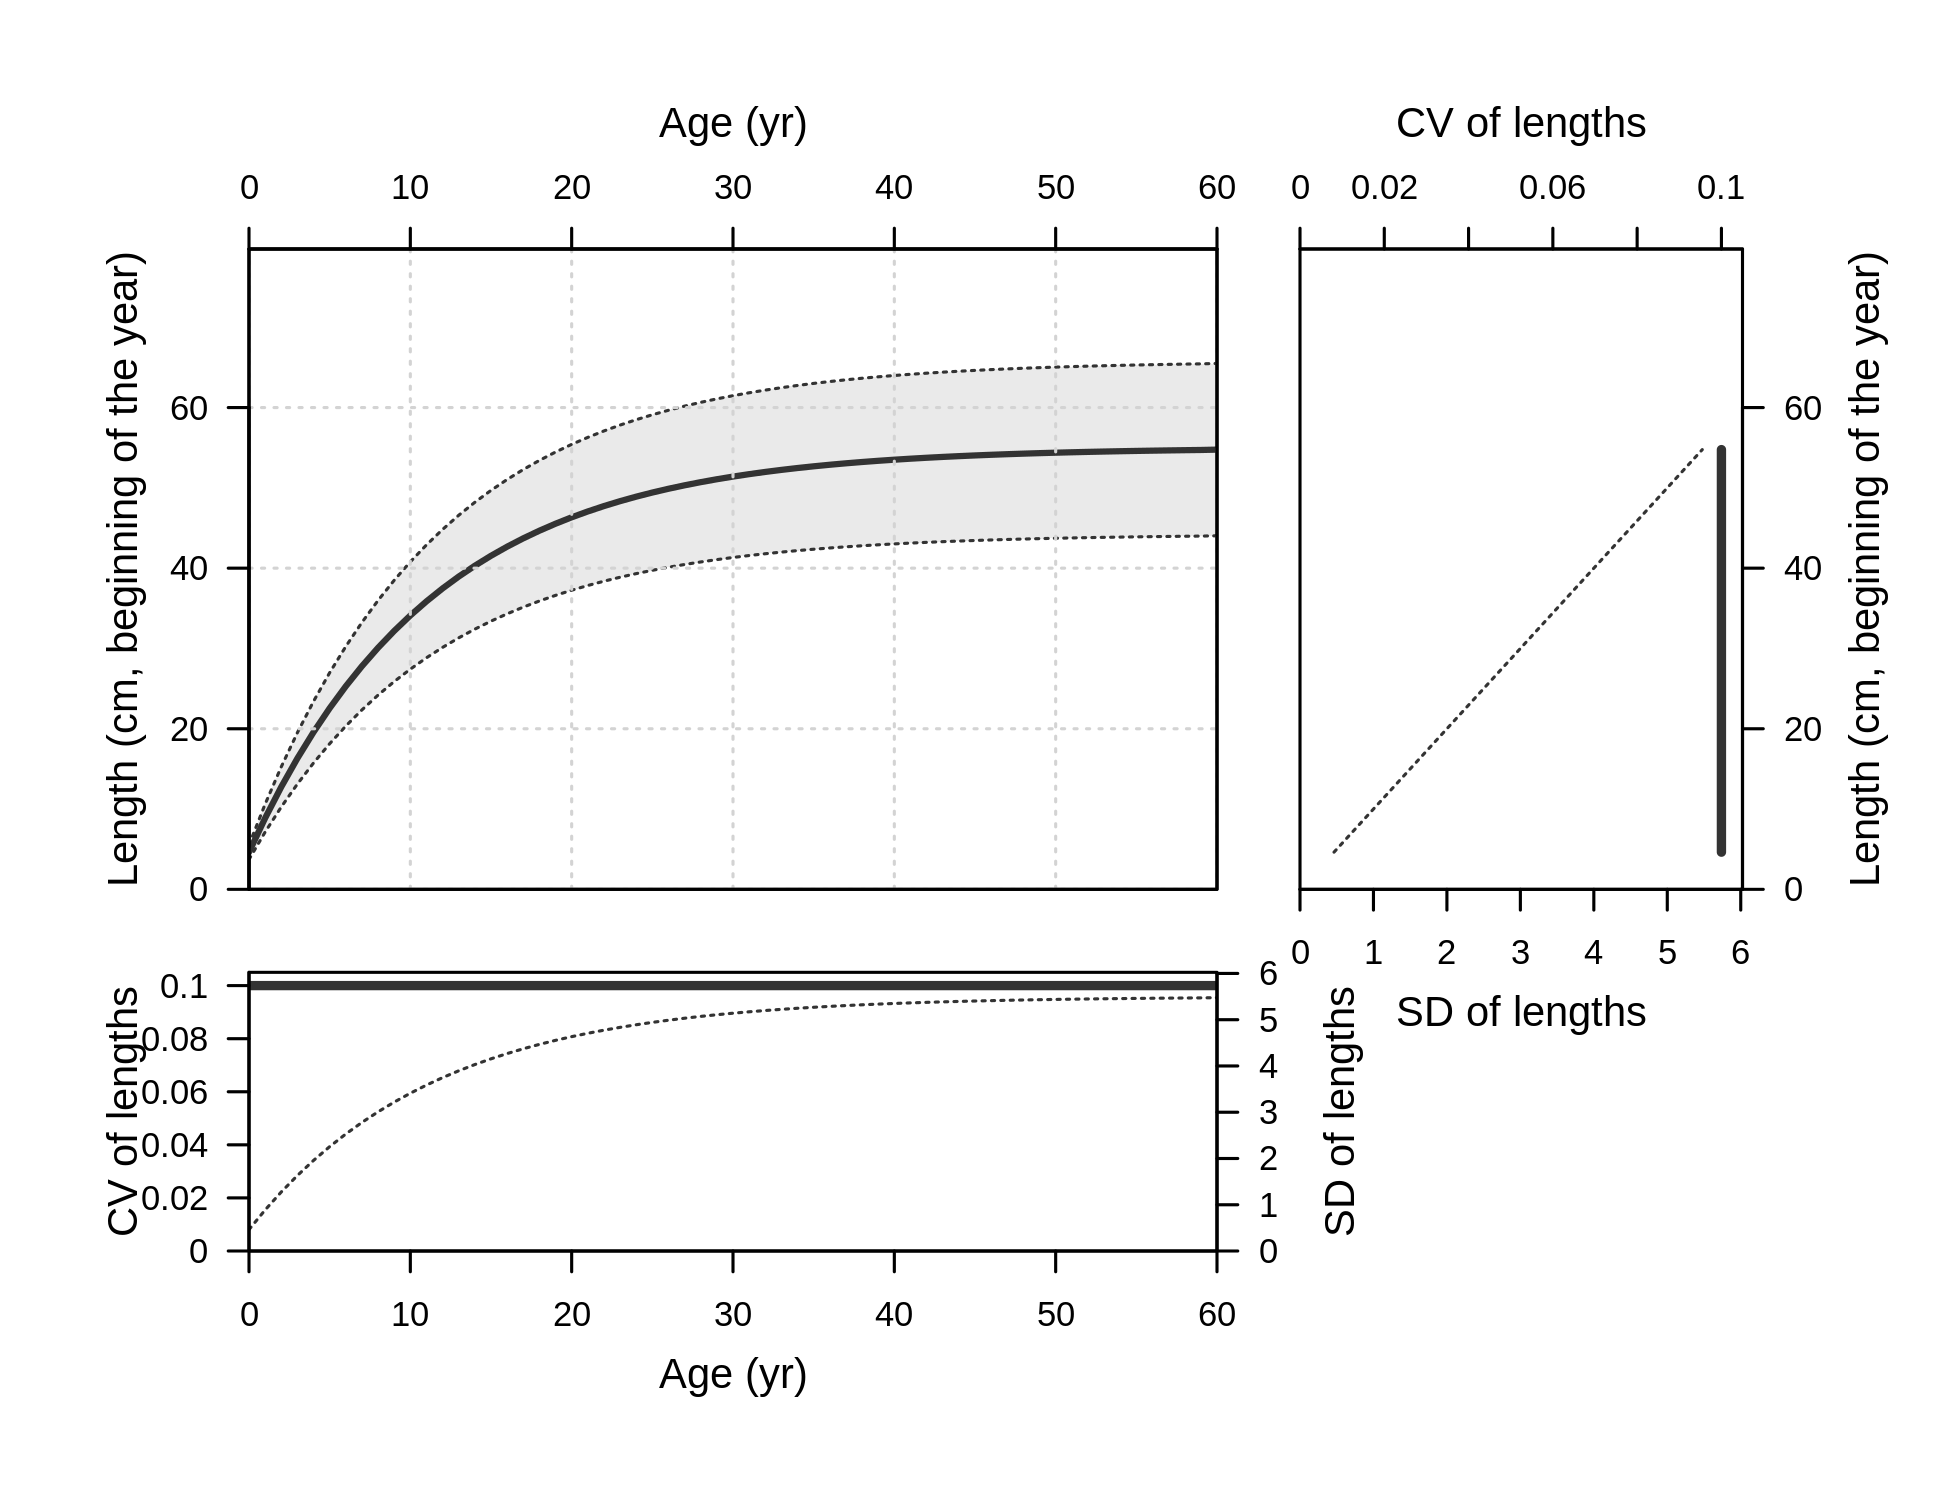 Age (yr)
CV of lengths
0 10 20 30 40 50 60
0 0.02 0.06 0.1
Length (cm, beginning of the year)
60
40
20
0
60
40
20
0
Length (cm, beginning of the year)
0 1 2 3 4 5 6
SD of lengths
CV of lengths
0.1
0.08
0.06
0.04
0.02
0
6
5
4
3
2
1
0
SD of lengths
0 10 20 30 40 50 60
Age (yr)